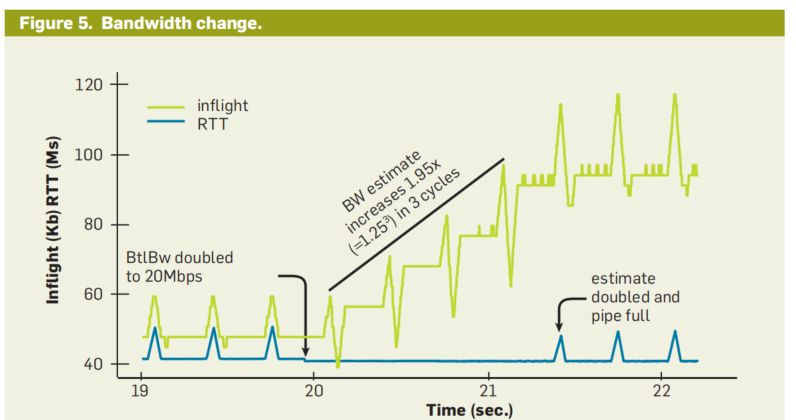 Figure 5. Bandwidth change.
120
100
80
60
40
Inflight (Kb) RTT (Ms)
inflight
RTT
BW estimate
increases 1.95x
(=1.25³) in 3 cycles
BtlBw doubled
to 20Mbps
estimate
doubled and
pipe full
19
20
21
22
Time (sec.)